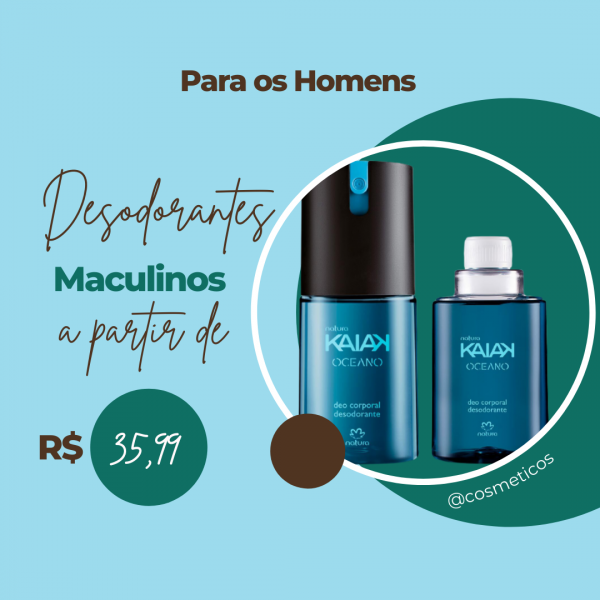 Para os Homens
Desodorantes
Maculinos
a partir de
R$ 35,99
natura
KAIAK
OCEANO
deo corporal
desodorante
natura
natura
KAIAK
OCEANO
deo corporal
desodorante
natura
@cosmeticos